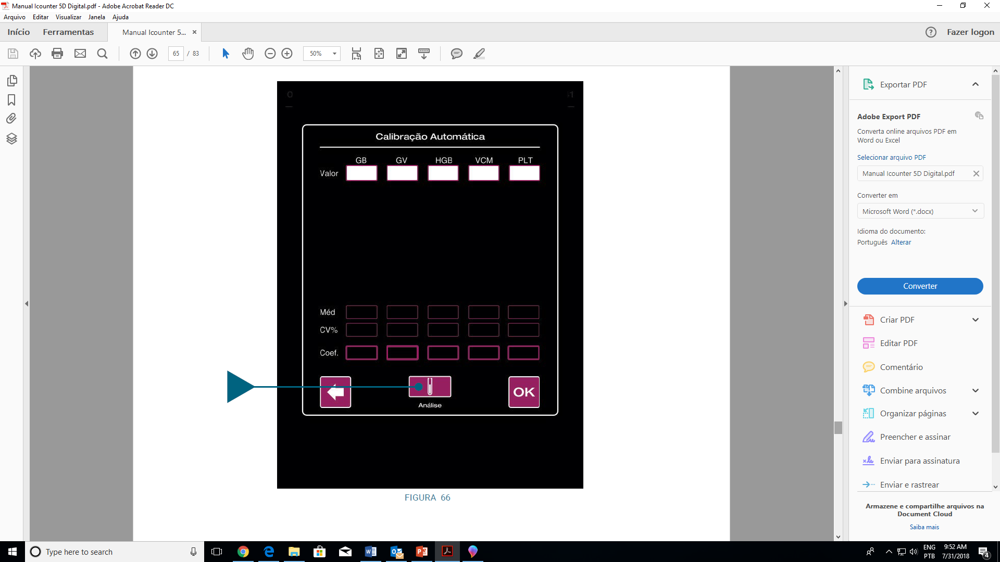 Manual Icounter 5D Digital.pdf - Adobe Acrobat Reader DC
Arquivo Editar Visualizar Janela Ajuda
Início Ferramentas Manual Icounter 5... × Fazer logon
65 / 83 50%
Exportar PDF
Adobe Export PDF
Converta online arquivos PDF em
Word ou Excel
Selecionar arquivo PDF
Manual Icounter 5D Digital.pdf
Converter em
Microsoft Word (*.docx)
Idioma do documento:
Português Alterar
Converter
Criar PDF
Editar PDF
Comentário
Combine arquivos
Organizar páginas
Preencher e assinar
Enviar para assinatura
Enviar e rastrear
Armazene e compartilhe arquivos na
Document Cloud
Saiba mais
Calibração Automática
GB GV HGB VCM PLT
Valor
Méd
CV%
Coef.
OK
Análise
FIGURA 66
Type here to search
ENG
PTB
9:52 AM
7/31/2018
4